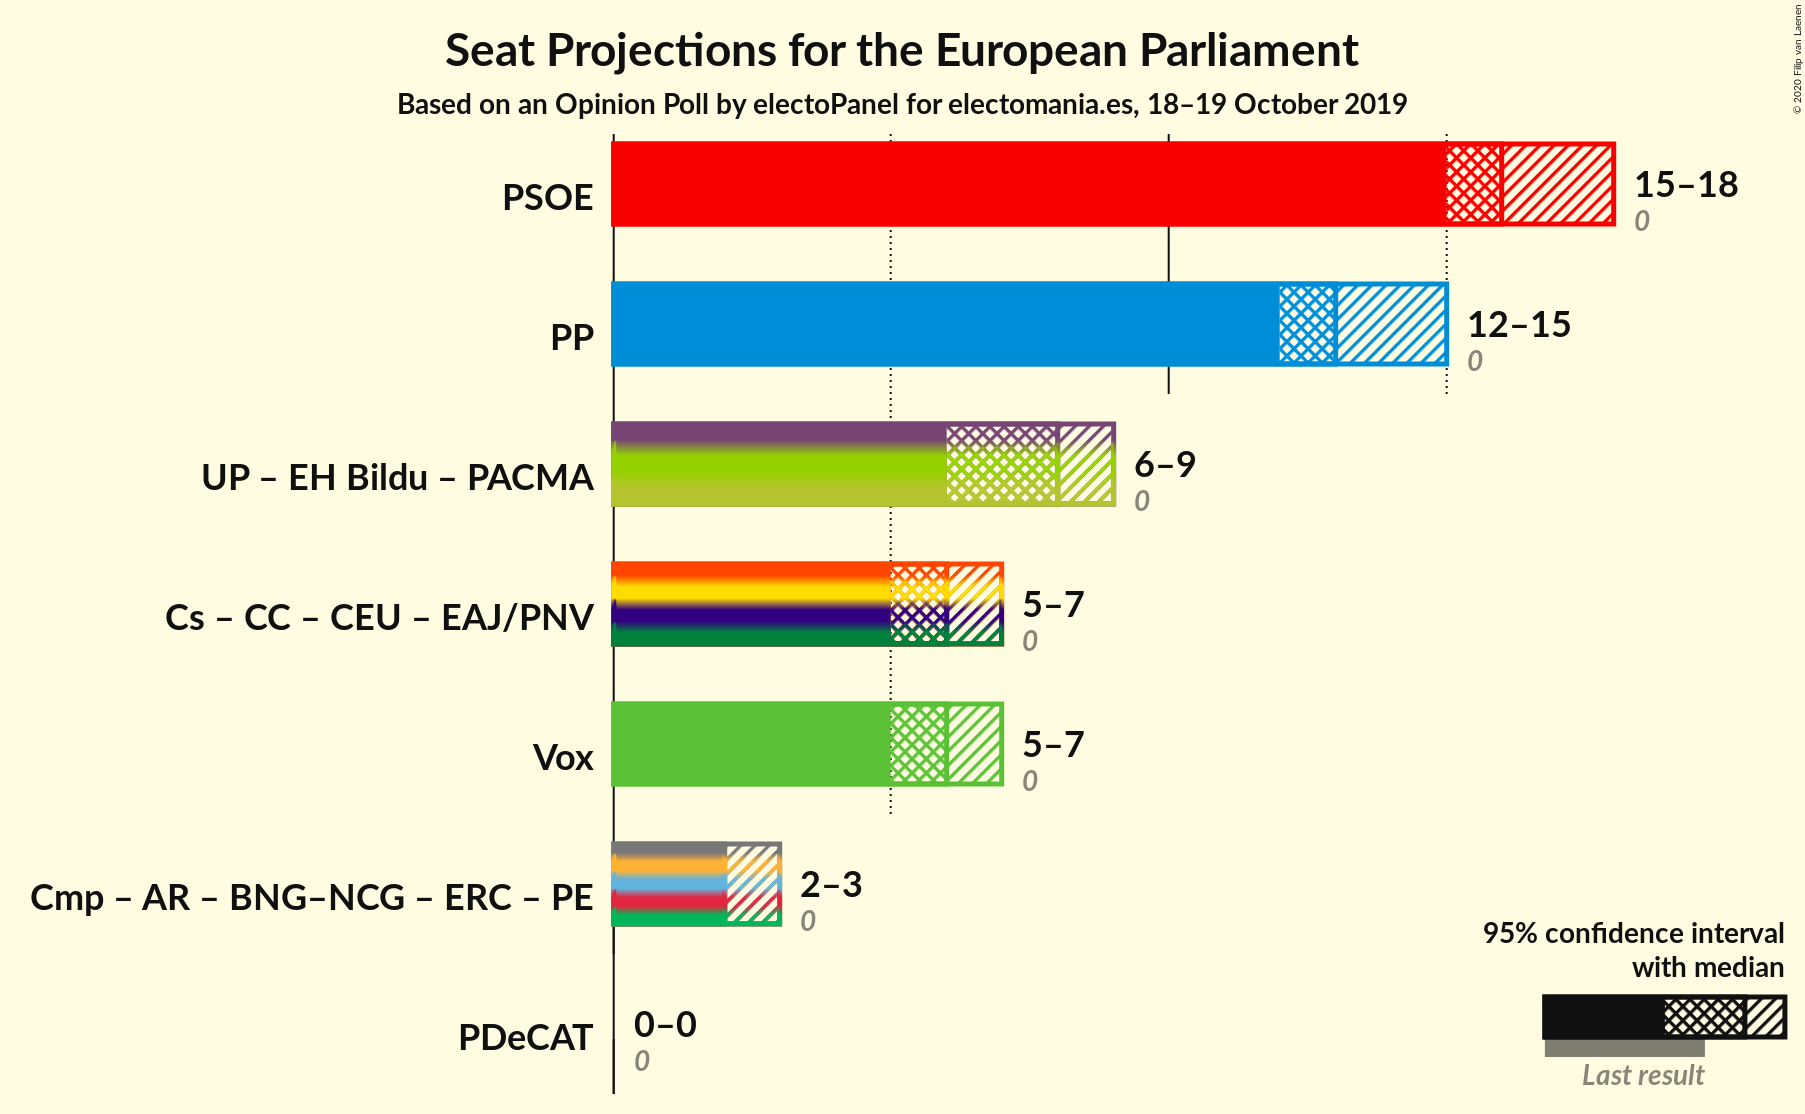 Seat Projections for the European Parliament
Based on an Opinion Poll by electoPanel for electomania.es, 18–19 October 2019
© 2020 Filip van Laenen
PSOE
15–18
0
PP
12–15
0
UP – EH Bildu – PACMA
6–9
0
Cs – CC – CEU – EAJ/PNV
5–7
0
Vox
5–7
0
Cmp – AR – BNG–NCG – ERC – PE
2–3
0
PDeCAT
0–0
0
95% confidence interval
with median
Last result